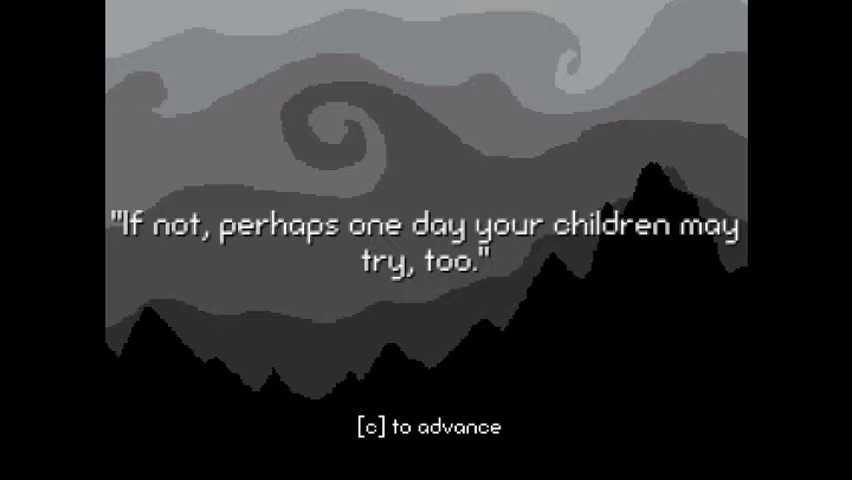 "If not, perhaps one day your children may
try, too."
[c] to advance